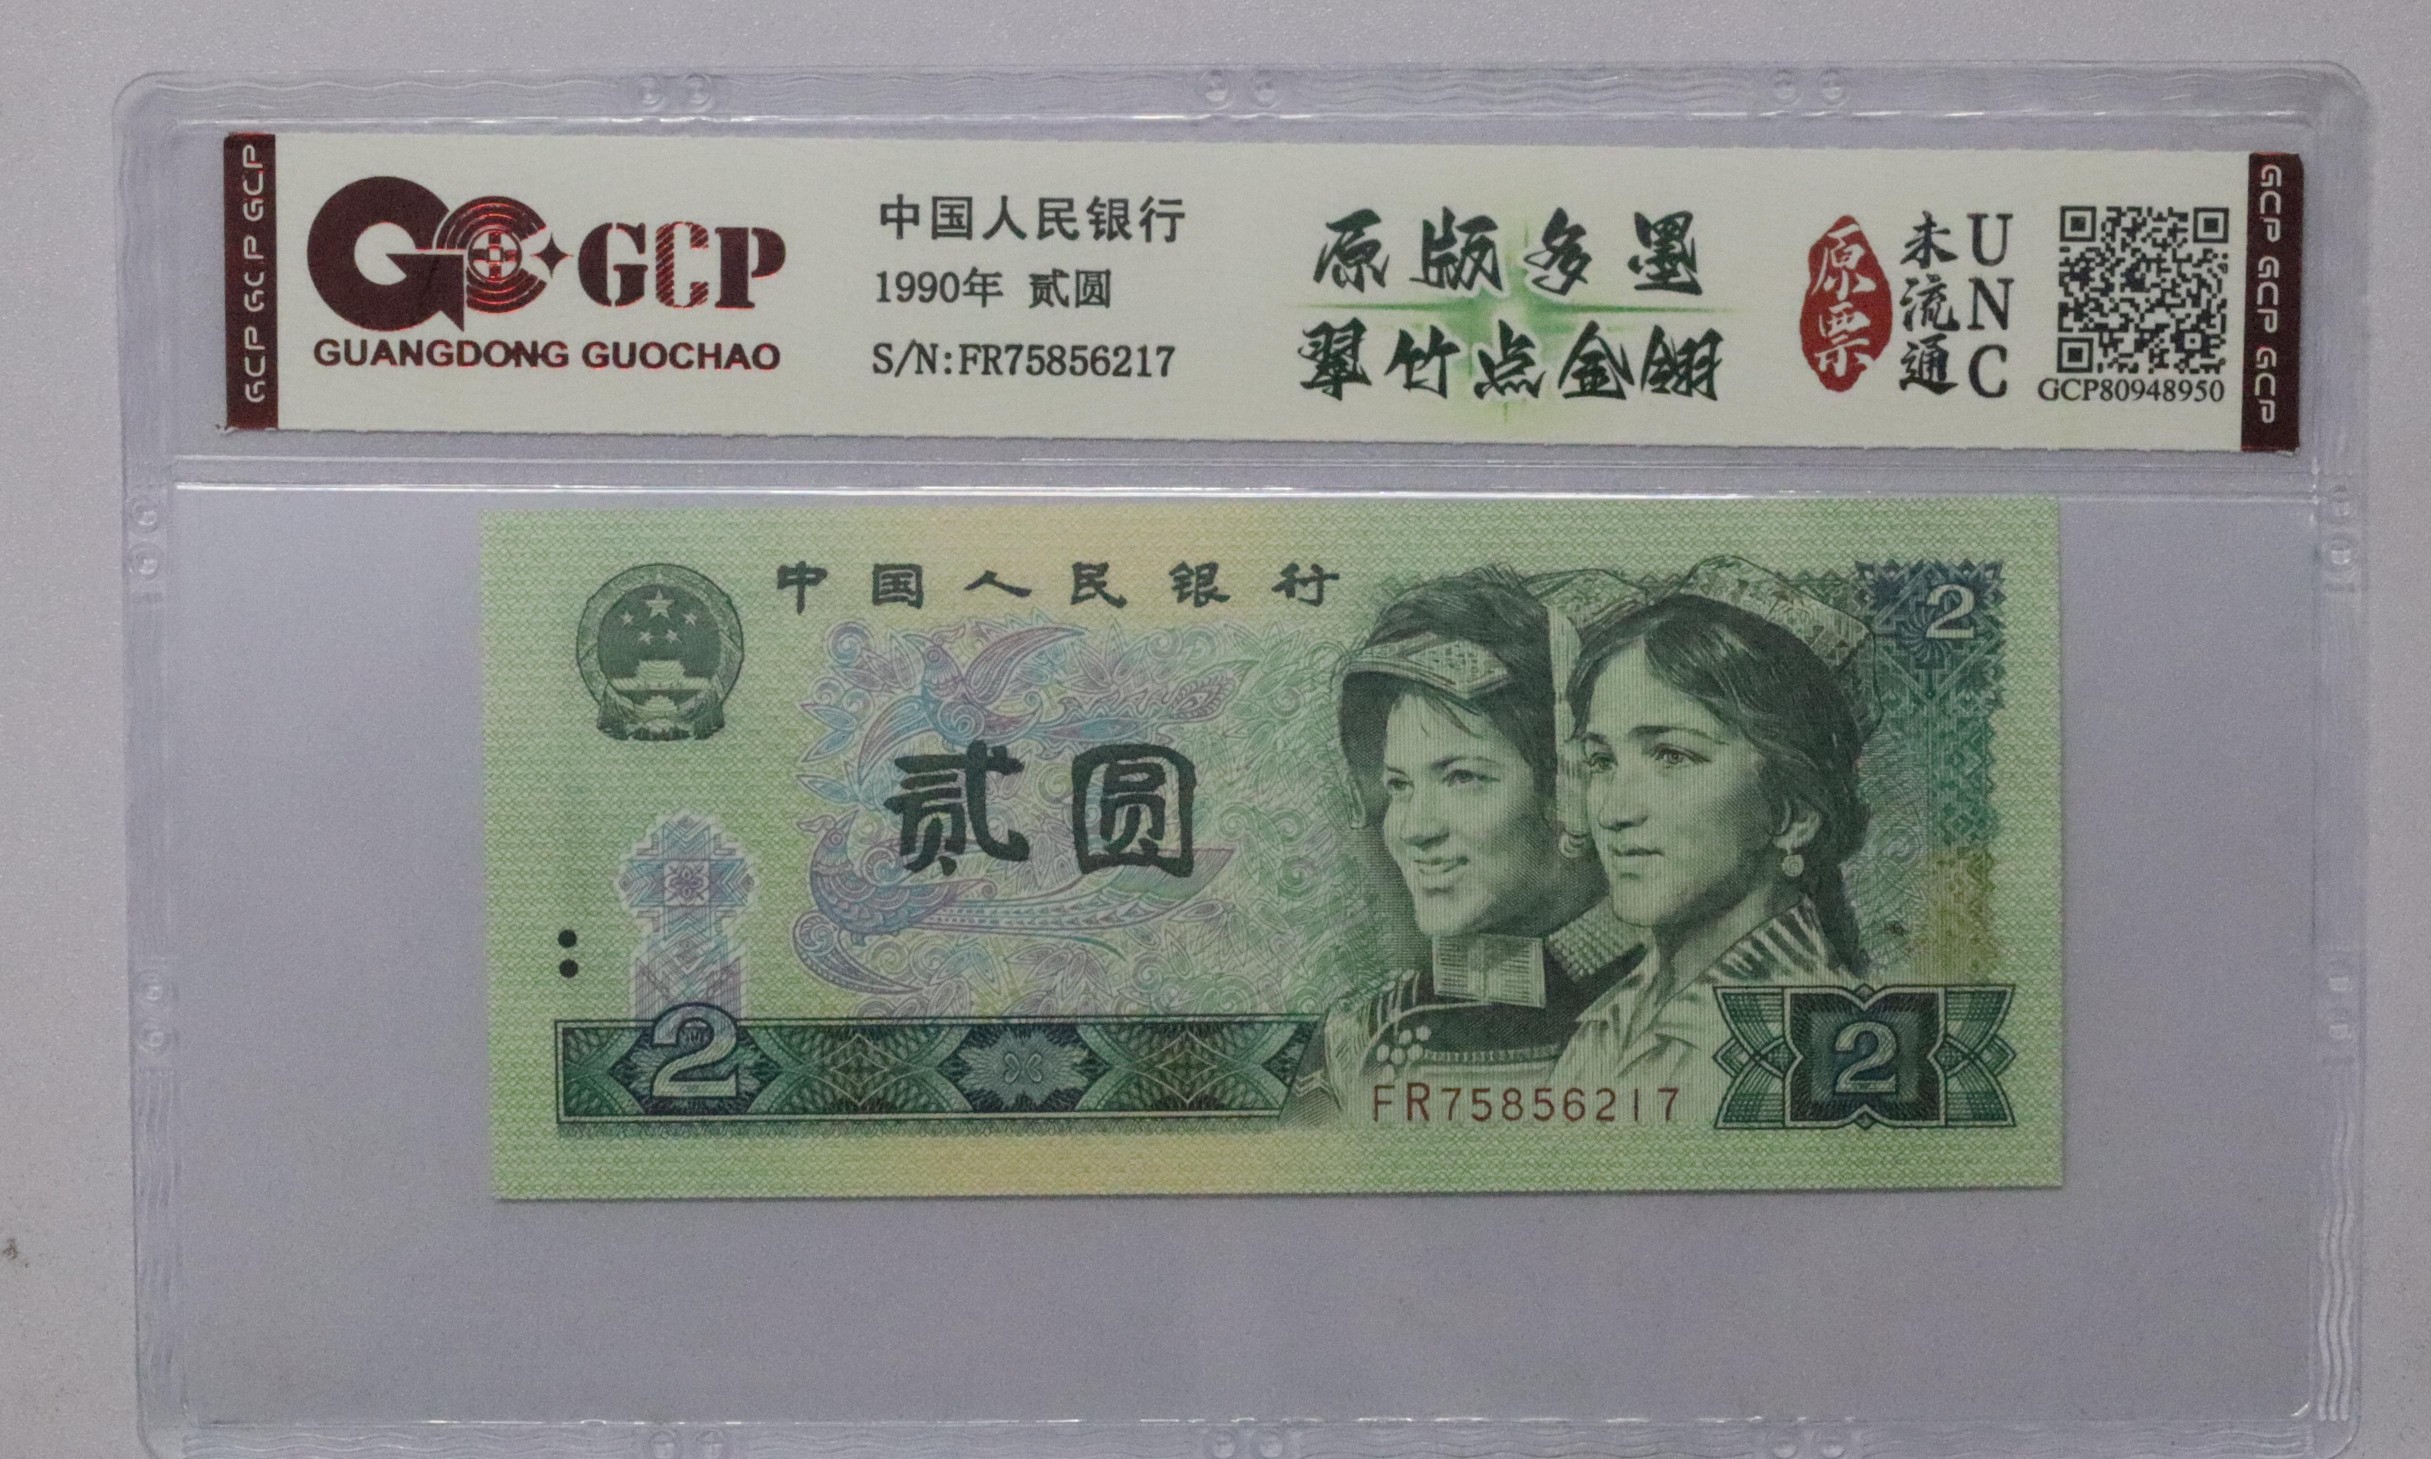 GCP GCP GCP
GCP
GUANGDONG GUOCHAO
中国人民银行
1990年 贰圆
S/N:FR75856217
原版多墨
翠竹点金翎
原票
未流通
UNC
GCP80948950
GCP GCP GCP
中国人民银行
2
贰圆
2
FR75856217
2